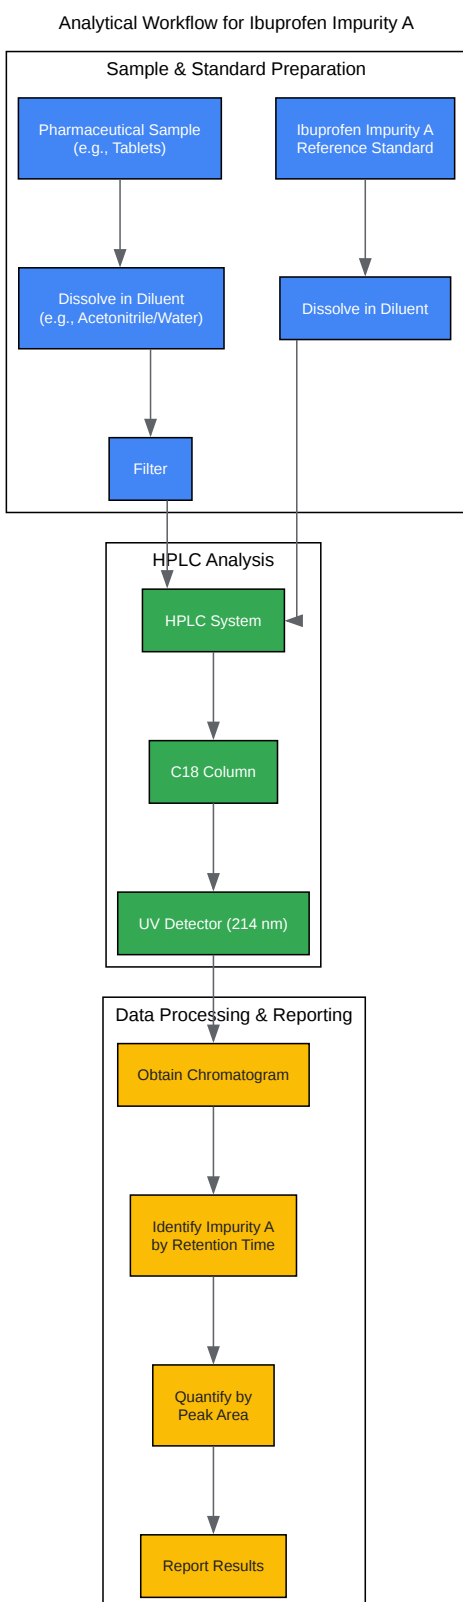 Analytical Workflow for Ibuprofen Impurity A
Sample & Standard Preparation
Pharmaceutical Sample
(e.g., Tablets)
Ibuprofen Impurity A
Reference Standard
Dissolve in Diluent
(e.g., Acetonitrile/Water)
Dissolve in Diluent
Filter
HPLC Analysis
HPLC System
C18 Column
UV Detector (214 nm)
Data Processing & Reporting
Obtain Chromatogram
Identify Impurity A
by Retention Time
Quantify by
Peak Area
Report Results